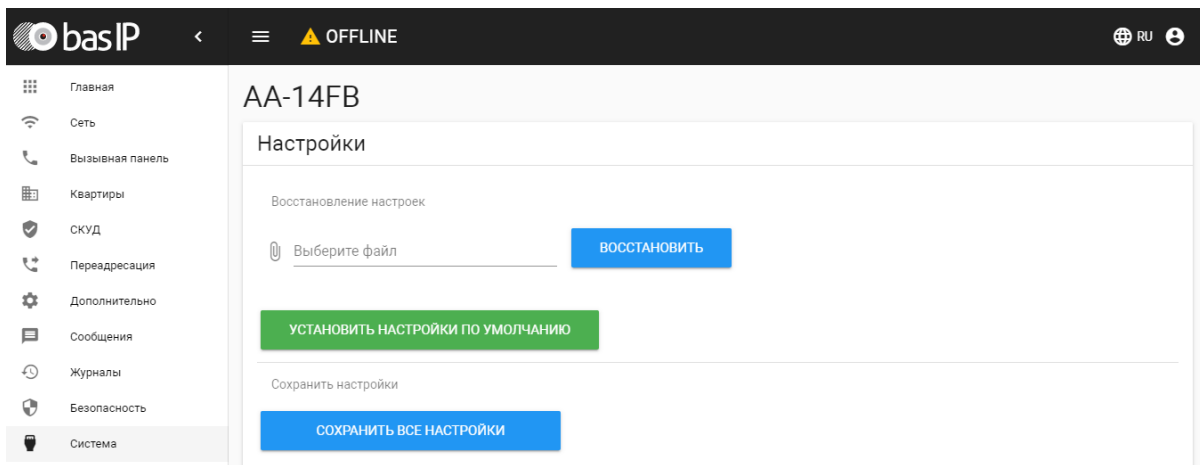 bas IP
OFFLINE
RU
Главная
Сеть
Вызывная панель
Квартиры
СКУД
Переадресация
Дополнительно
Сообщения
Журналы
Безопасность
Система
AA-14FB
Настройки
Восстановление настроек
Выберите файл
ВОССТАНОВИТЬ
УСТАНОВИТЬ НАСТРОЙКИ ПО УМОЛЧАНИЮ
Сохранить настройки
СОХРАНИТЬ ВСЕ НАСТРОЙКИ